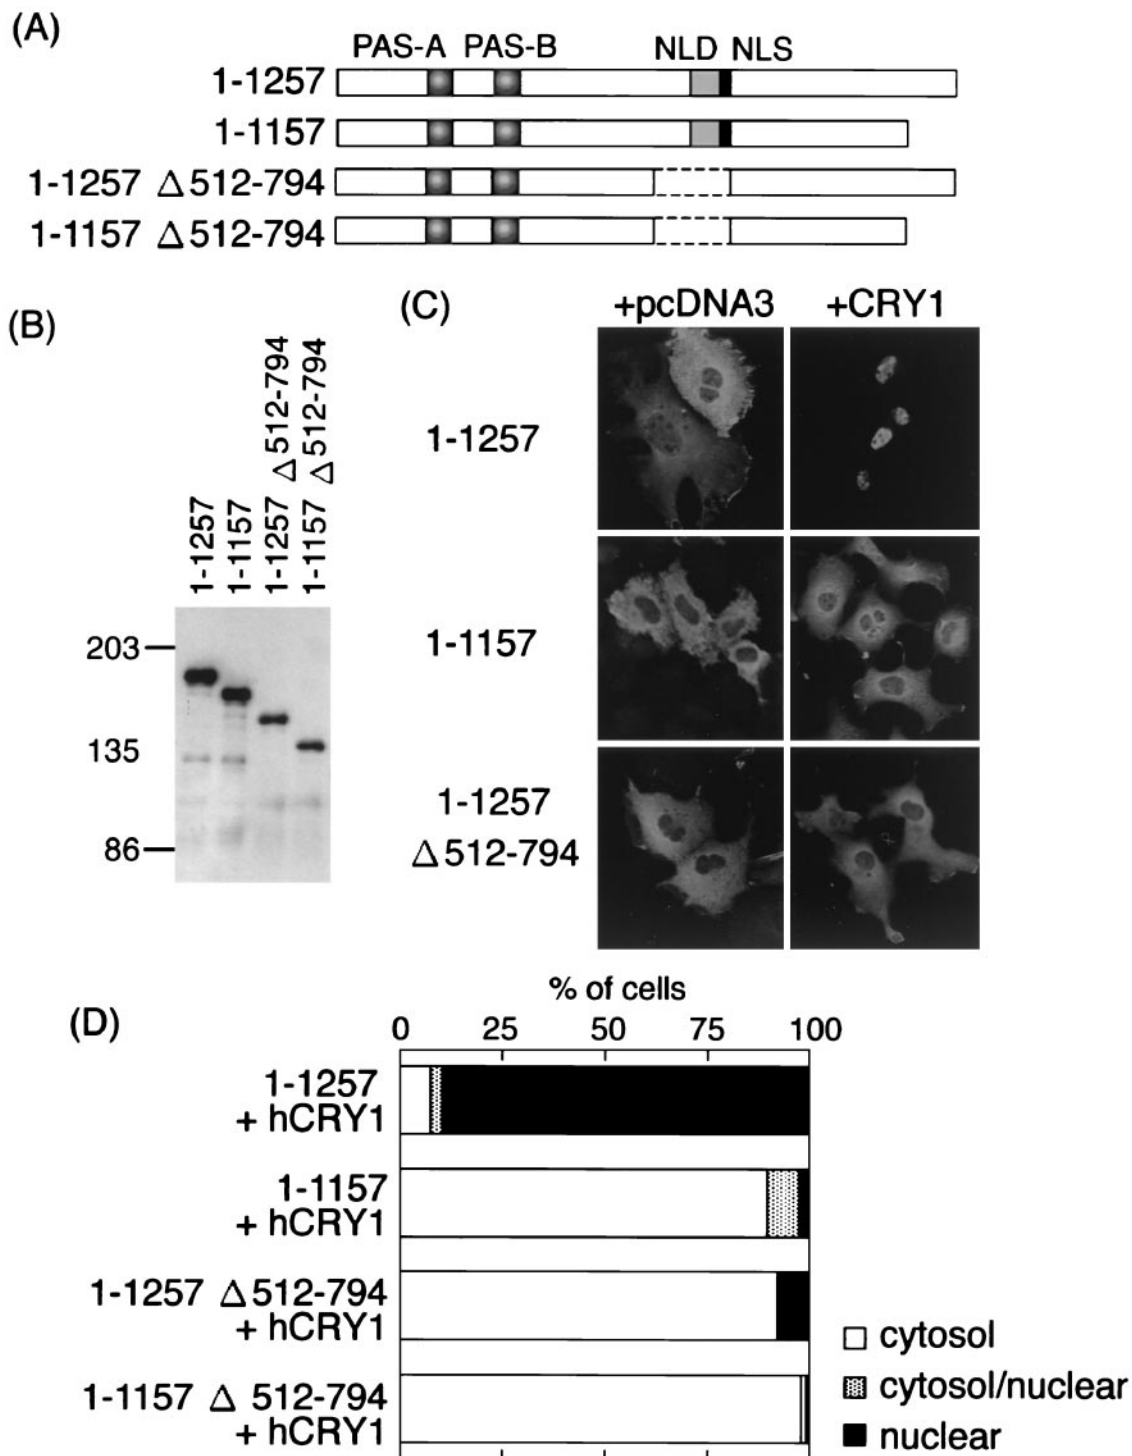 (A)
PAS-A PAS-B NLD NLS
1-1257
1-1157
1-1257 Δ512-794
1-1157 Δ512-794
(B)
1-1257
1-1157
1-1257 Δ512-794
1-1157 Δ512-794
203
135
86
(C)
+pcDNA3 +CRY1
1-1257
1-1157
1-1257
Δ512-794
(D)
% of cells
0 25 50 75 100
1-1257
+ hCRY1
1-1157
+ hCRY1
1-1257 Δ512-794
+ hCRY1
1-1157 Δ 512-794
+ hCRY1
cytosol
cytosol/nuclear
nuclear